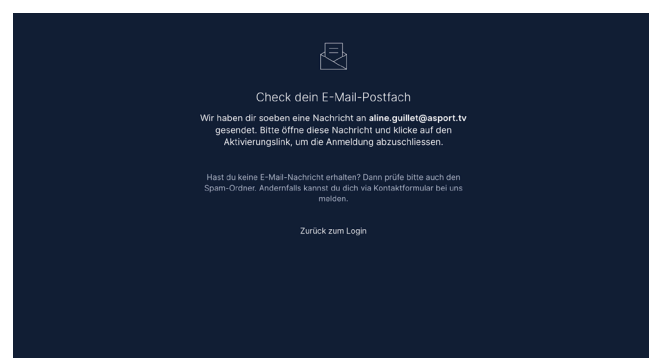 Check dein E-Mail-Postfach
Wir haben dir soeben eine Nachricht an aline.guillet@asport.tv
gesendet. Bitte öffne diese Nachricht und klicke auf den
Aktivierungslink, um die Anmeldung abzuschliessen.
Hast du keine E-Mail-Nachricht erhalten? Dann prüfe bitte auch den
Spam-Ordner. Andernfalls kannst du dich via Kontaktformular bei uns
melden.
Zurück zum Login